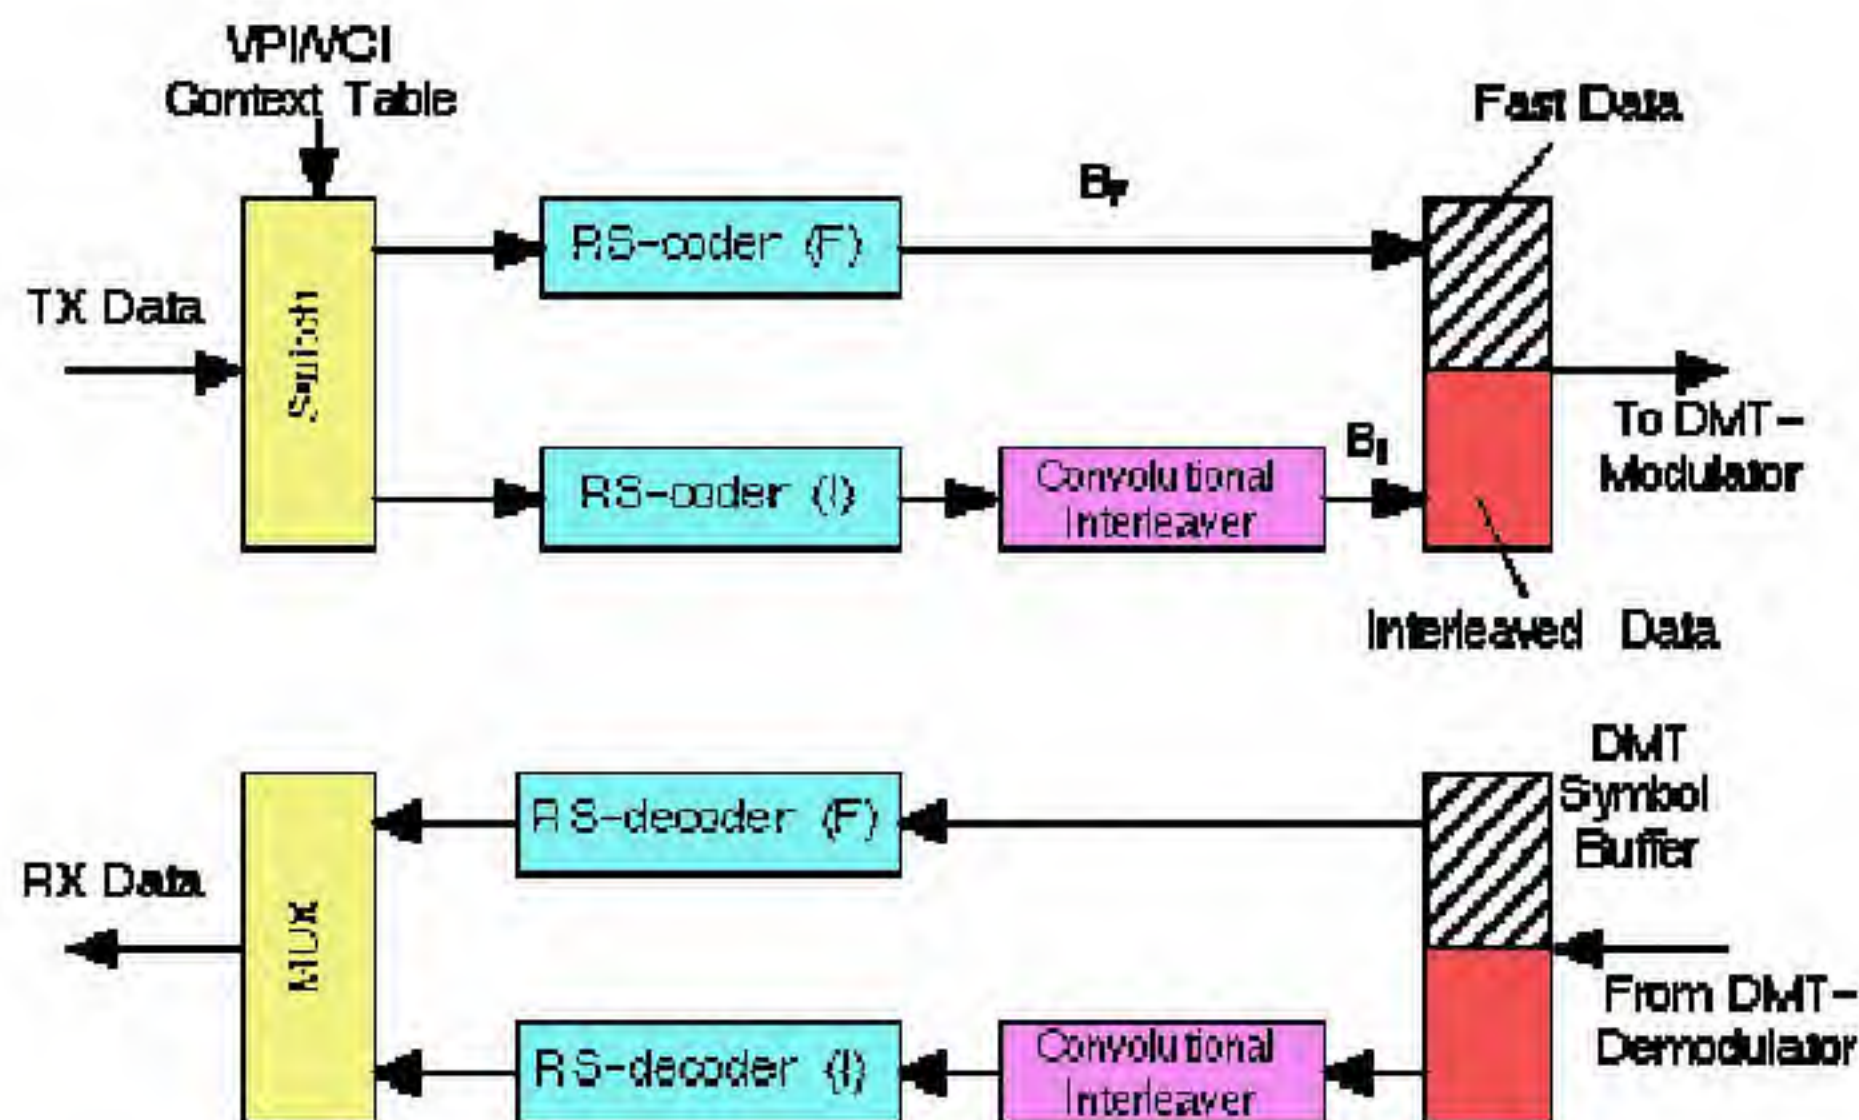 VPI/VCI
Context Table
Fast Data
BF
RS-coder (F)
TX Data
Switch
To DMT-
Modulator
BI
RS-coder (I)
Convolutional
Interleaver
Interleaved Data
DMT
Symbol
Buffer
RS-decoder (F)
RX Data
MUX
From DMT-
Demodulator
RS-decoder (I)
Convolutional
Interleaver